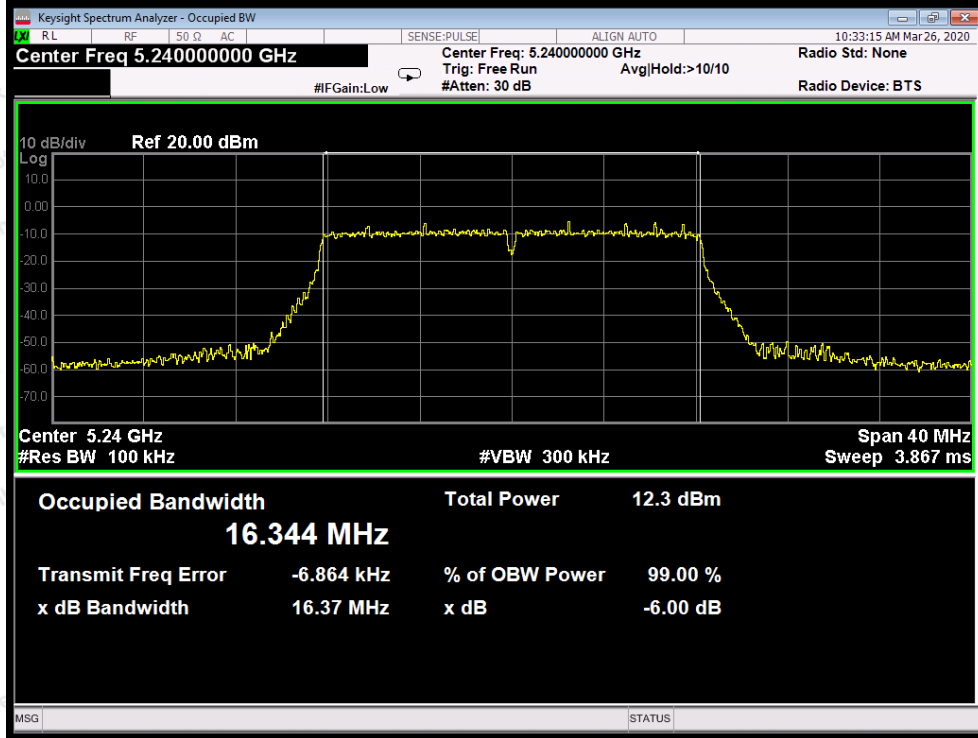 Keysight Spectrum Analyzer - Occupied BW
LXI RL RF 50 Ω AC SENSE:PULSE ALIGN AUTO 10:33:15 AM Mar 26, 2020
Center Freq 5.240000000 GHz Center Freq: 5.240000000 GHz Radio Std: None
Trig: Free Run Avg|Hold:>10/10
#IFGain:Low #Atten: 30 dB Radio Device: BTS
10 dB/div Ref 20.00 dBm
Log
10.0
0.00
-10.0
-20.0
-30.0
-40.0
-50.0
-60.0
-70.0
Center 5.24 GHz Span 40 MHz
#Res BW 100 kHz #VBW 300 kHz Sweep 3.867 ms
Occupied Bandwidth Total Power 12.3 dBm
16.344 MHz
Transmit Freq Error -6.864 kHz % of OBW Power 99.00 %
x dB Bandwidth 16.37 MHz x dB -6.00 dB
MSG STATUS